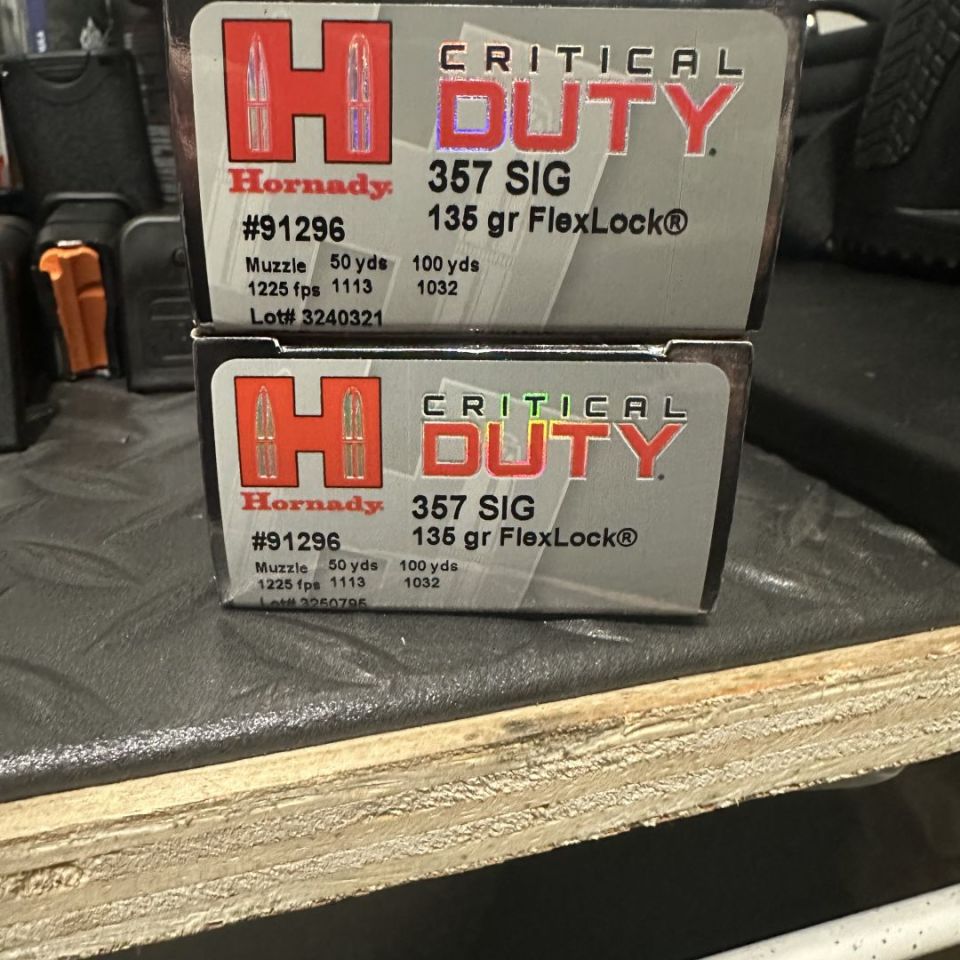 CRITICAL
DUTY
Hornady
357 SIG
135 gr FlexLock®
#91296
Muzzle 50 yds 100 yds
1225 fps 1113 1032
Lot# 3240321
CRITICAL
DUTY
Hornady
357 SIG
135 gr FlexLock®
#91296
Muzzle 50 yds 100 yds
1225 fps 1113 1032
Lot# 3250795